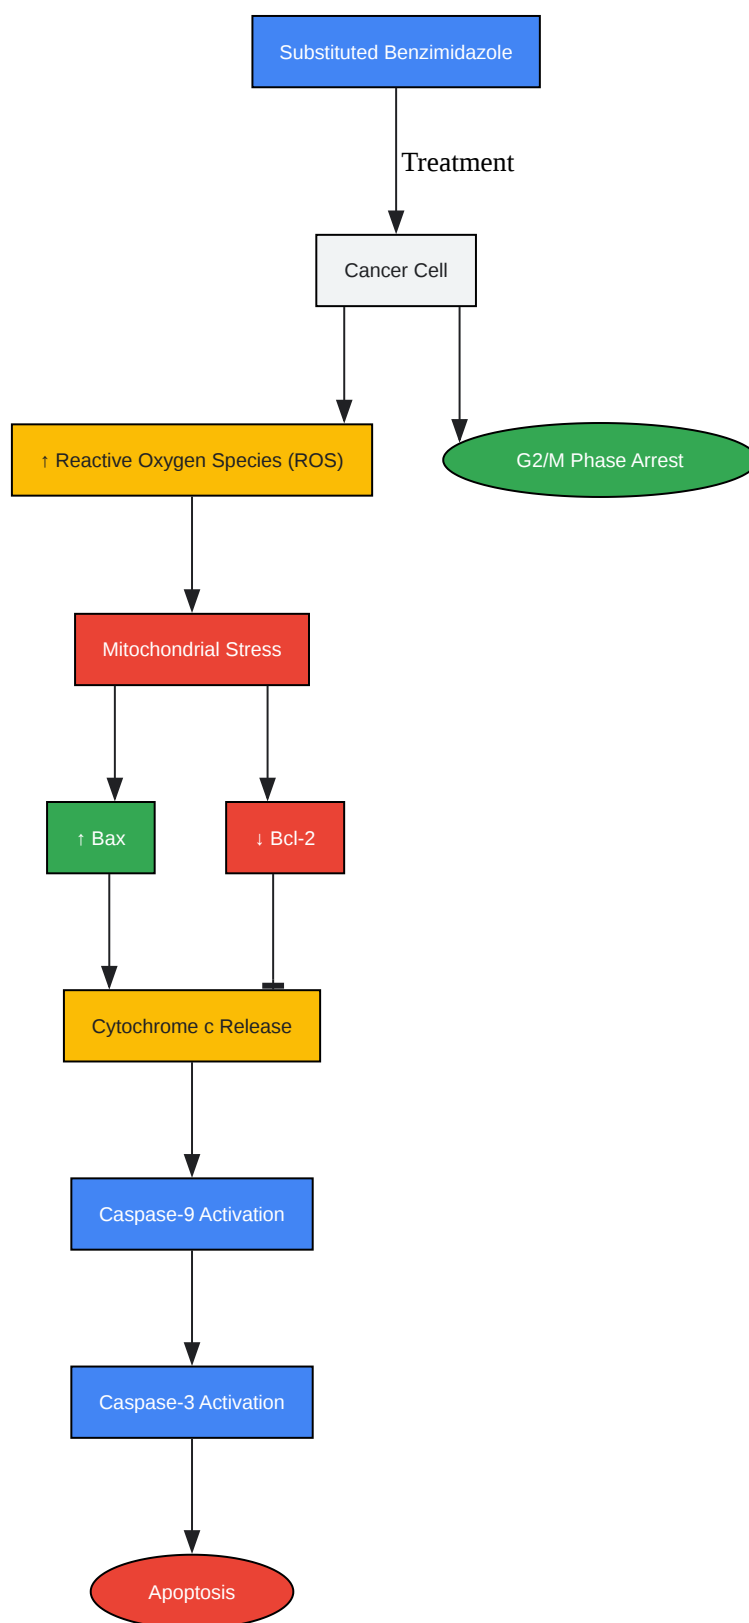 Substituted Benzimidazole
Treatment
Cancer Cell
↑ Reactive Oxygen Species (ROS)
G2/M Phase Arrest
Mitochondrial Stress
↑ Bax
↓ Bcl-2
Cytochrome c Release
Caspase-9 Activation
Caspase-3 Activation
Apoptosis